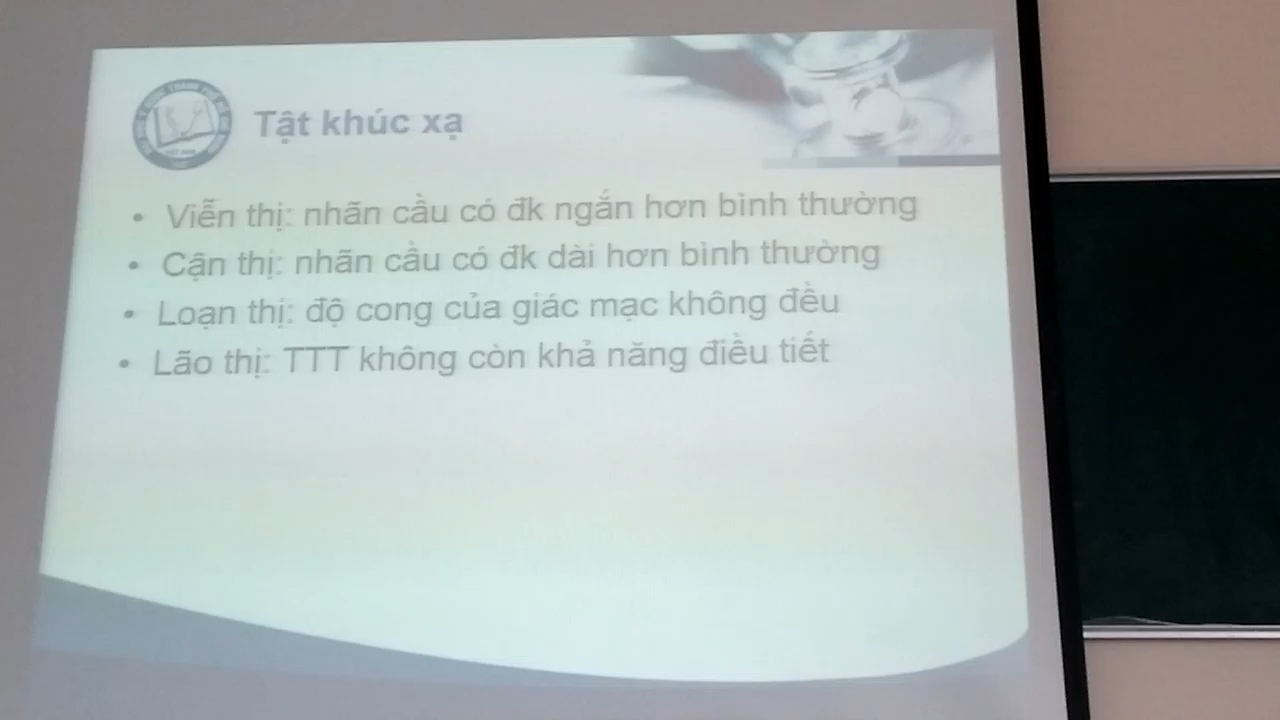 Tật khúc xạ
• Viễn thị: nhãn cầu có đk ngắn hơn bình thường
• Cận thị: nhãn cầu có đk dài hơn bình thường
• Loạn thị: độ cong của giác mạc không đều
• Lão thị: TTT không còn khả năng điều tiết